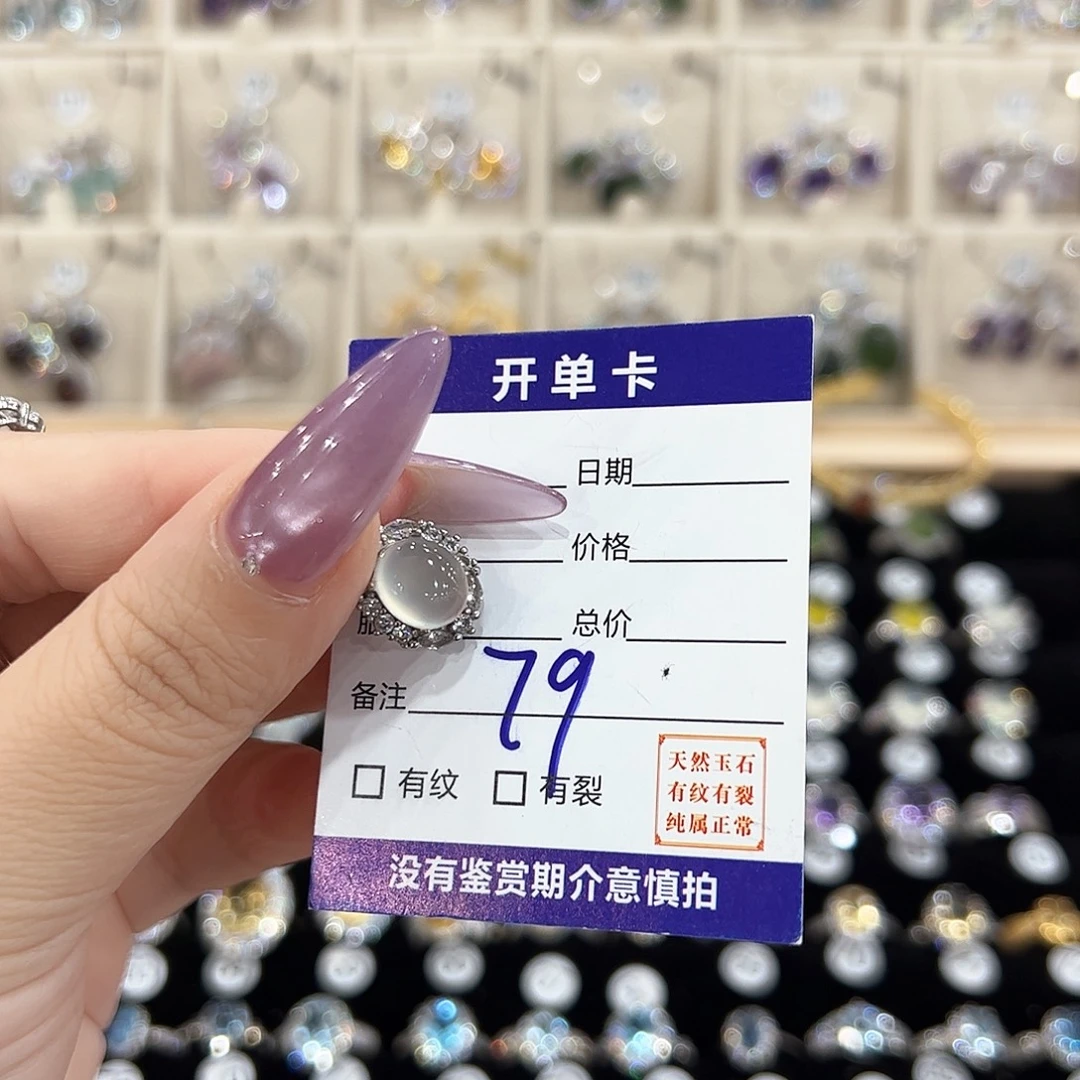 开单卡
日期
价格
总价
79
备注
有纹 有裂
天然玉石
有纹有裂
纯属正常
没有鉴赏期介意慎拍